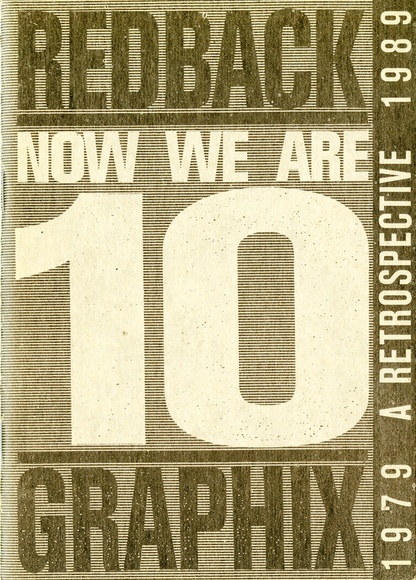 REDBACK
NOW WE ARE
10
GRAPHIX
1979 A RETROSPECTIVE 1989